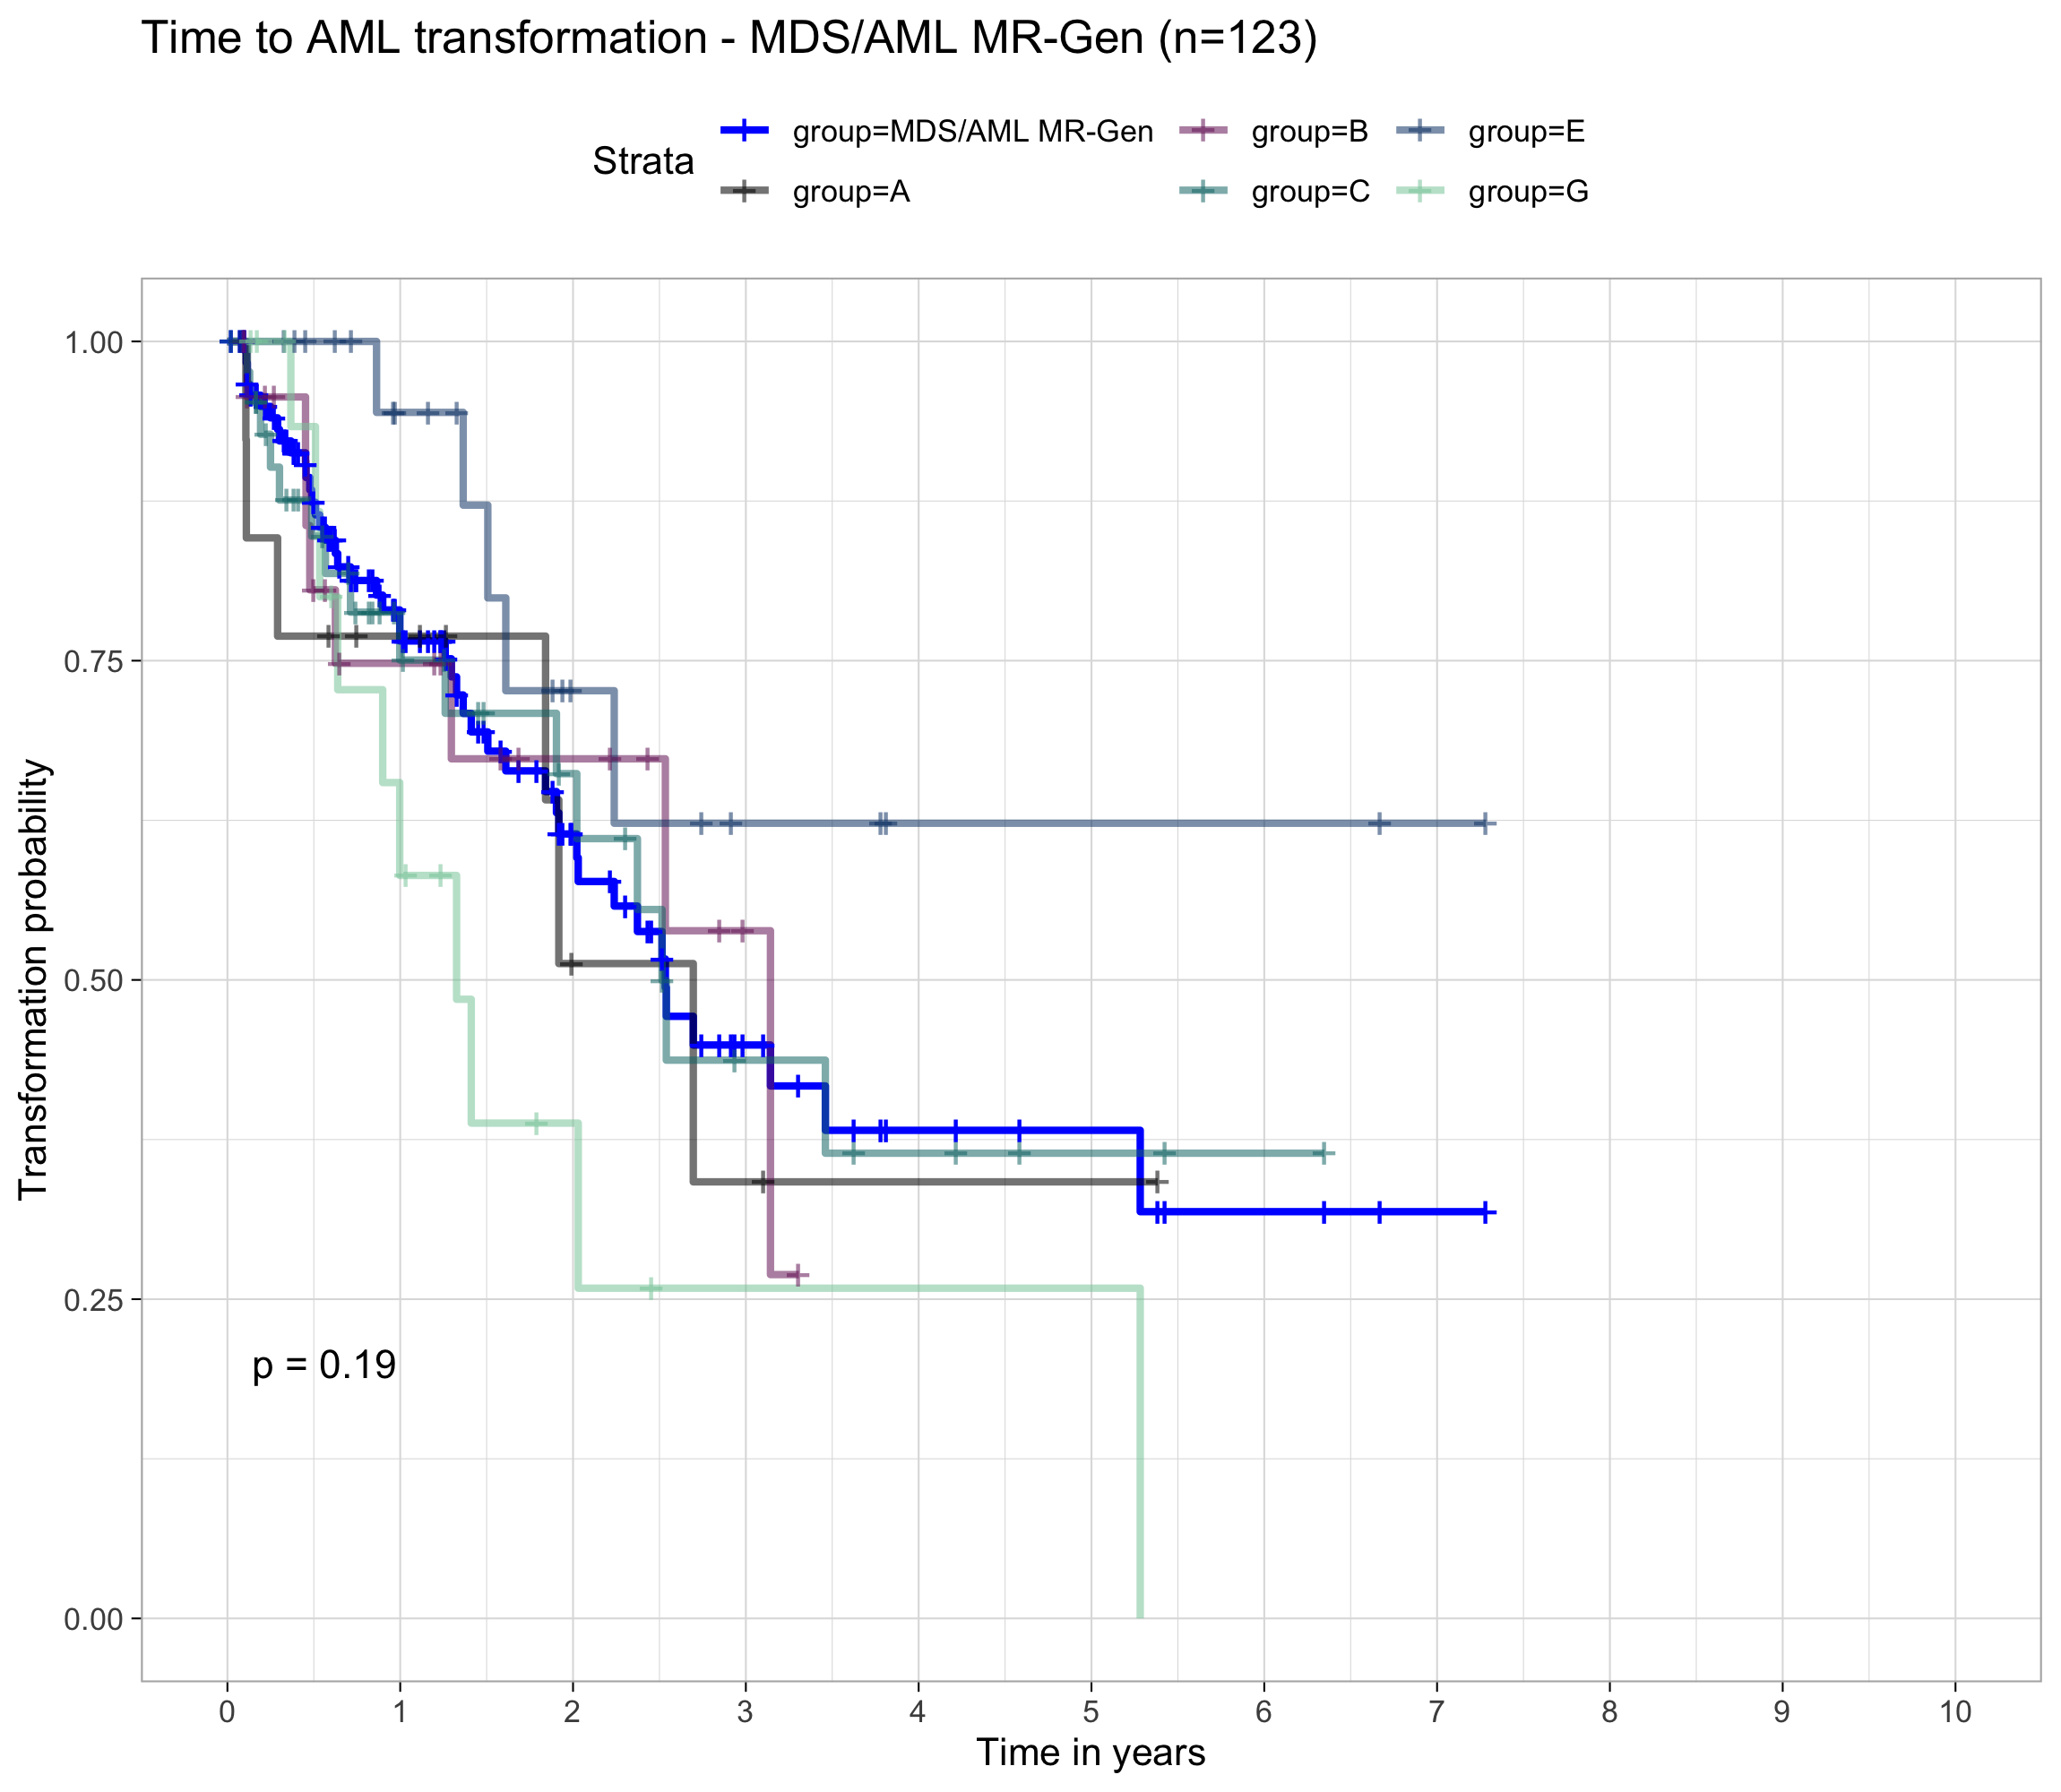 Time to AML transformation - MDS/AML MR-Gen (n=123)
Strata
group=MDS/AML MR-Gen
group=B
group=E
group=A
group=C
group=G
Transformation probability
1.00
0.75
0.50
0.25
0.00
p = 0.19
0 1 2 3 4 5 6 7 8 9 10
Time in years